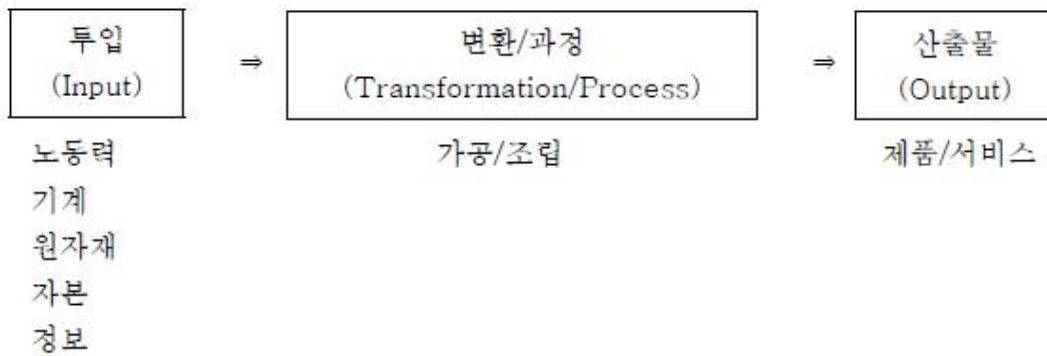 투입 ⇒ 변환/과정 ⇒ 산출물
(Input) (Transformation/Process) (Output)
노동력 가공/조립 제품/서비스
기계
원자재
자본
정보